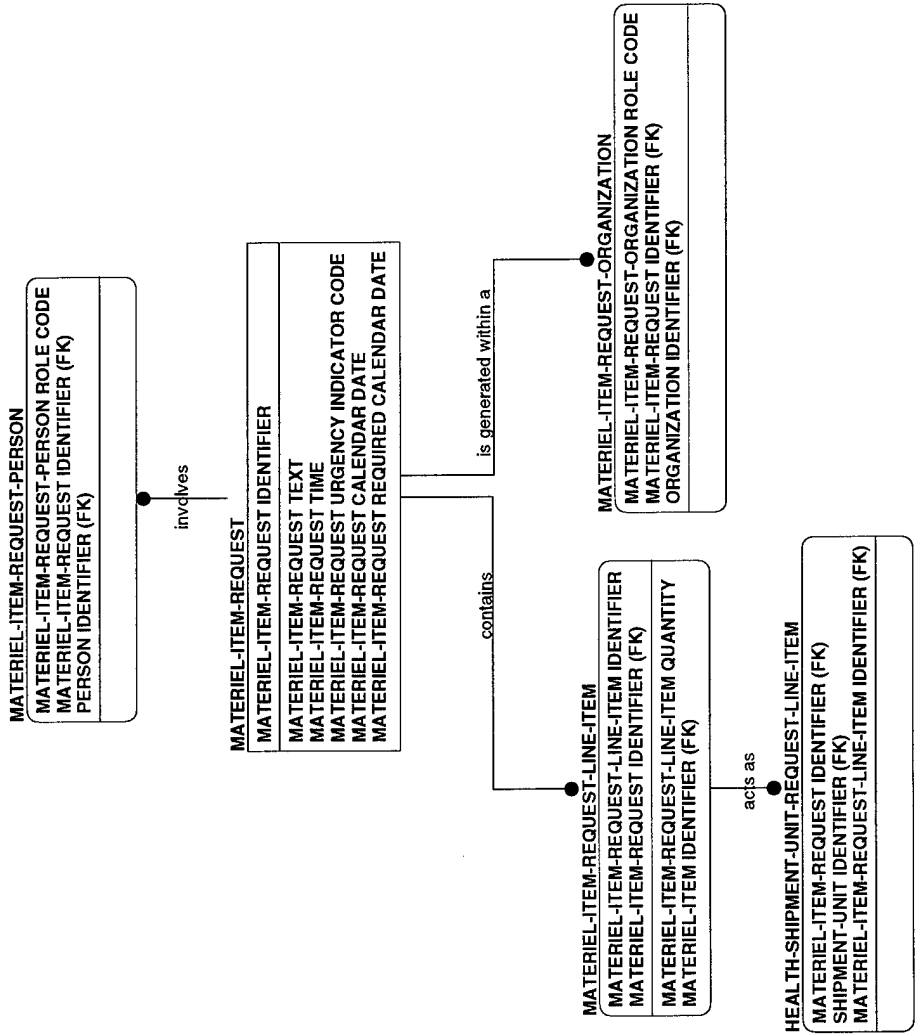 MATERIEL-ITEM-REQUEST-PERSON
MATERIEL-ITEM-REQUEST-PERSON ROLE CODE
MATERIEL-ITEM-REQUEST IDENTIFIER (FK)
PERSON IDENTIFIER (FK)
involves
MATERIEL-ITEM-REQUEST
MATERIEL-ITEM-REQUEST IDENTIFIER
MATERIEL-ITEM-REQUEST TEXT
MATERIEL-ITEM-REQUEST TIME
MATERIEL-ITEM-REQUEST URGENCY INDICATOR CODE
MATERIEL-ITEM-REQUEST CALENDAR DATE
MATERIEL-ITEM-REQUEST REQUIRED CALENDAR DATE
contains
is generated within a
MATERIEL-ITEM-REQUEST-LINE-ITEM
MATERIEL-ITEM-REQUEST-LINE-ITEM IDENTIFIER
MATERIEL-ITEM-REQUEST IDENTIFIER (FK)
MATERIEL-ITEM-REQUEST-LINE-ITEM QUANTITY
MATERIEL-ITEM IDENTIFIER (FK)
MATERIEL-ITEM-REQUEST-ORGANIZATION
MATERIEL-ITEM-REQUEST-ORGANIZATION ROLE CODE
MATERIEL-ITEM-REQUEST IDENTIFIER (FK)
ORGANIZATION IDENTIFIER (FK)
acts as
HEALTH-SHIPMENT-UNIT-REQUEST-LINE-ITEM
MATERIEL-ITEM-REQUEST IDENTIFIER (FK)
SHIPMENT-UNIT IDENTIFIER (FK)
MATERIEL-ITEM-REQUEST-LINE-ITEM IDENTIFIER (FK)